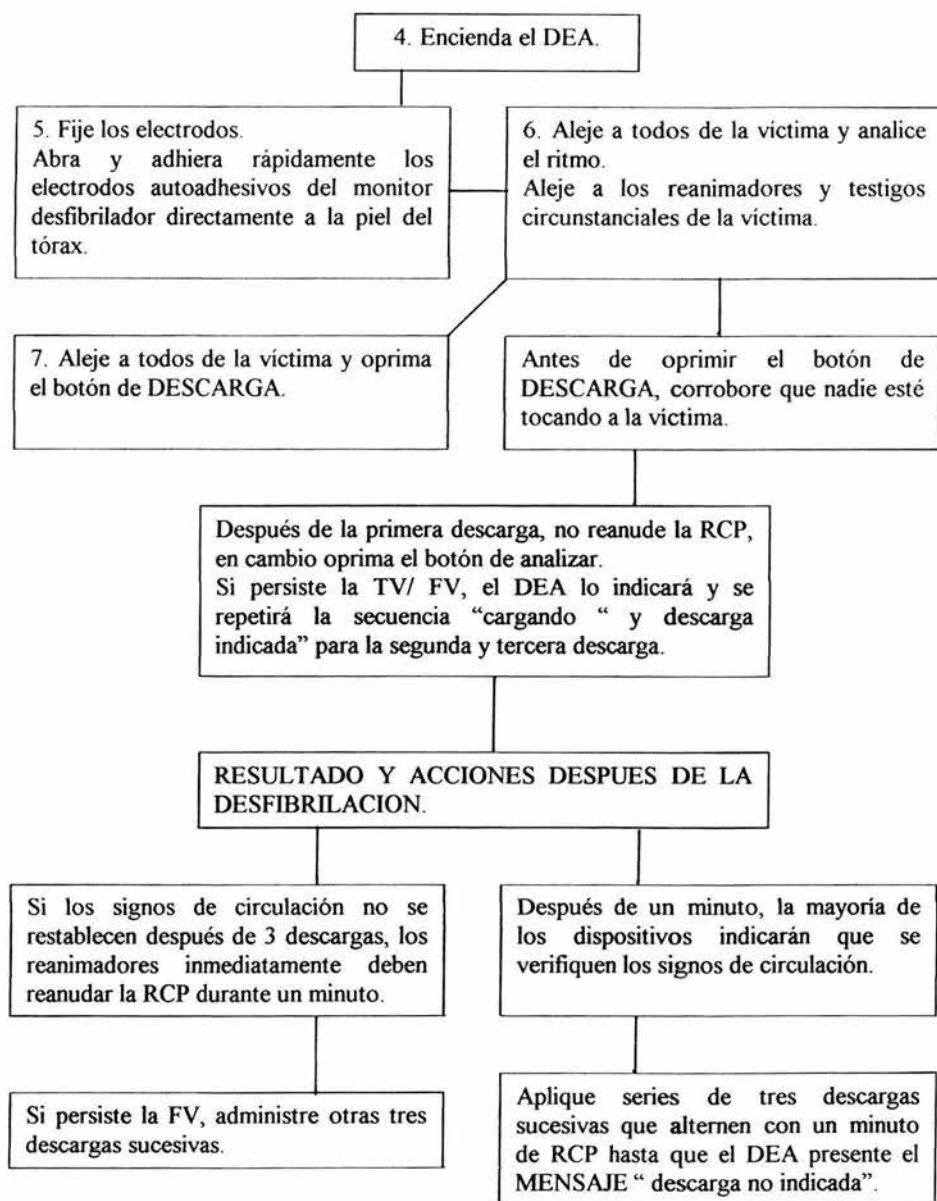 4. Encienda el DEA.
5. Fije los electrodos.
Abra y adhiera rápidamente los
electrodos autoadhesivos del monitor
desfibrilador directamente a la piel del
tórax.
6. Aleje a todos de la víctima y analice
el ritmo.
Aleje a los reanimadores y testigos
circunstanciales de la víctima.
7. Aleje a todos de la víctima y oprima
el botón de DESCARGA.
Antes de oprimir el botón de
DESCARGA, corrobore que nadie esté
tocando a la víctima.
Después de la primera descarga, no reanude la RCP,
en cambio oprima el botón de analizar.
Si persiste la TV/ FV, el DEA lo indicará y se
repetirá la secuencia “cargando “ y descarga
indicada” para la segunda y tercera descarga.
RESULTADO Y ACCIONES DESPUES DE LA
DESFIBRILACION.
Si los signos de circulación no se
restablecen después de 3 descargas, los
reanimadores inmediatamente deben
reanudar la RCP durante un minuto.
Después de un minuto, la mayoría de
los dispositivos indicarán que se
verifiquen los signos de circulación.
Si persiste la FV, administre otras tres
descargas sucesivas.
Aplique series de tres descargas
sucesivas que alternen con un minuto
de RCP hasta que el DEA presente el
MENSAJE “ descarga no indicada”.